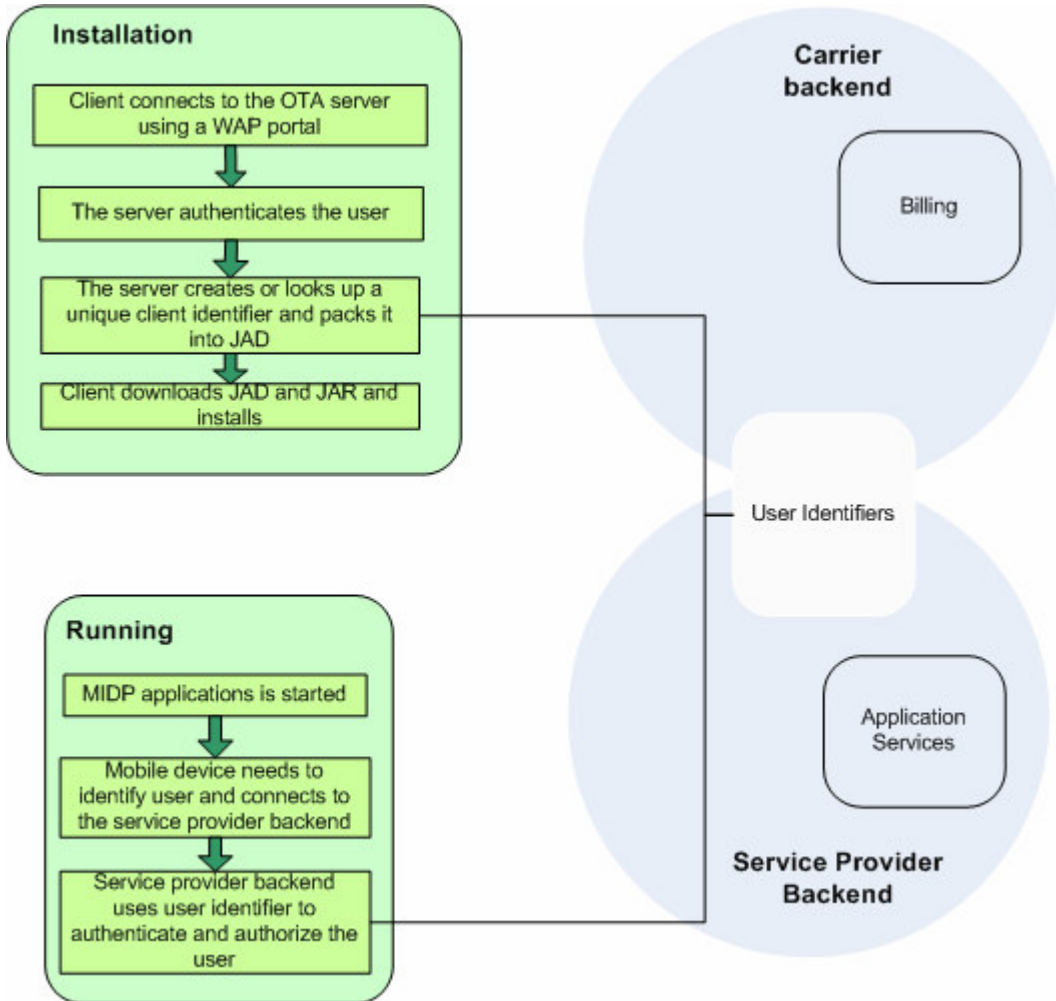 Installation
Client connects to the OTA server
using a WAP portal
The server authenticates the user
The server creates or looks up a
unique client identifier and packs it
into JAD
Client downloads JAD and JAR and
installs
Carrier
backend
Billing
User Identifiers
Running
MIDP applications is started
Mobile device needs to
identify user and connects to
the service provider backend
Service provider backend
uses user identifier to
authenticate and authorize the
user
Application
Services
Service Provider
Backend